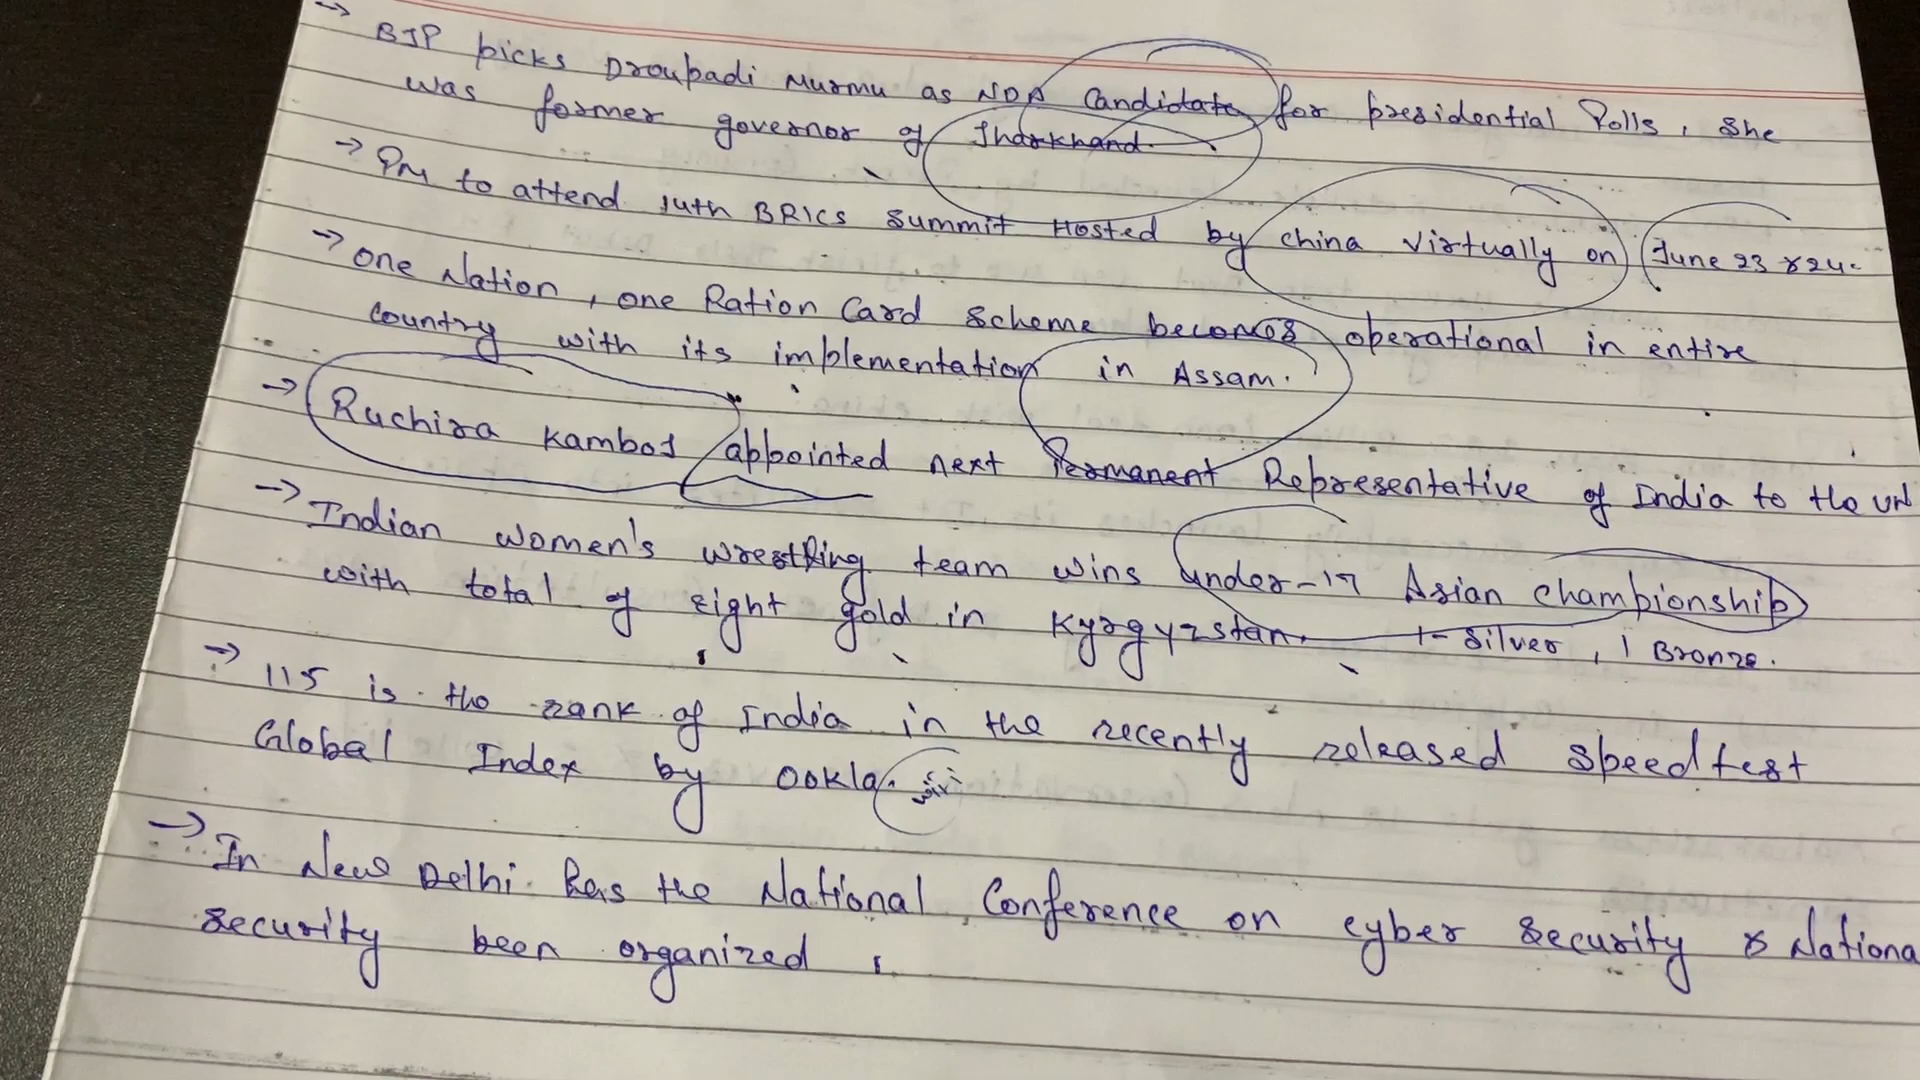 → BJP picks Droupadi Murmu as NDA Candidate for presidential Polls, She
was former governor of Jharkhand.
→ PM to attend 14th BRICS Summit Hosted by China virtually on June 23 & 24.
→ One Nation, one Ration Card Scheme becomes operational in entire
country with its implementation in Assam.
→ Ruchira Kamboj appointed next Permanent Representative of India to the UN
→ Indian women's wrestling team wins under-17 Asian championship
with total of eight gold in Kyrgyzstan. 1- Silver, 1 Bronze.
→ 115 is the rank of India in the recently released speedtest
Global Index by Ookla.
→ In New Delhi has the National Conference on cyber security & Nationa
security been organized.